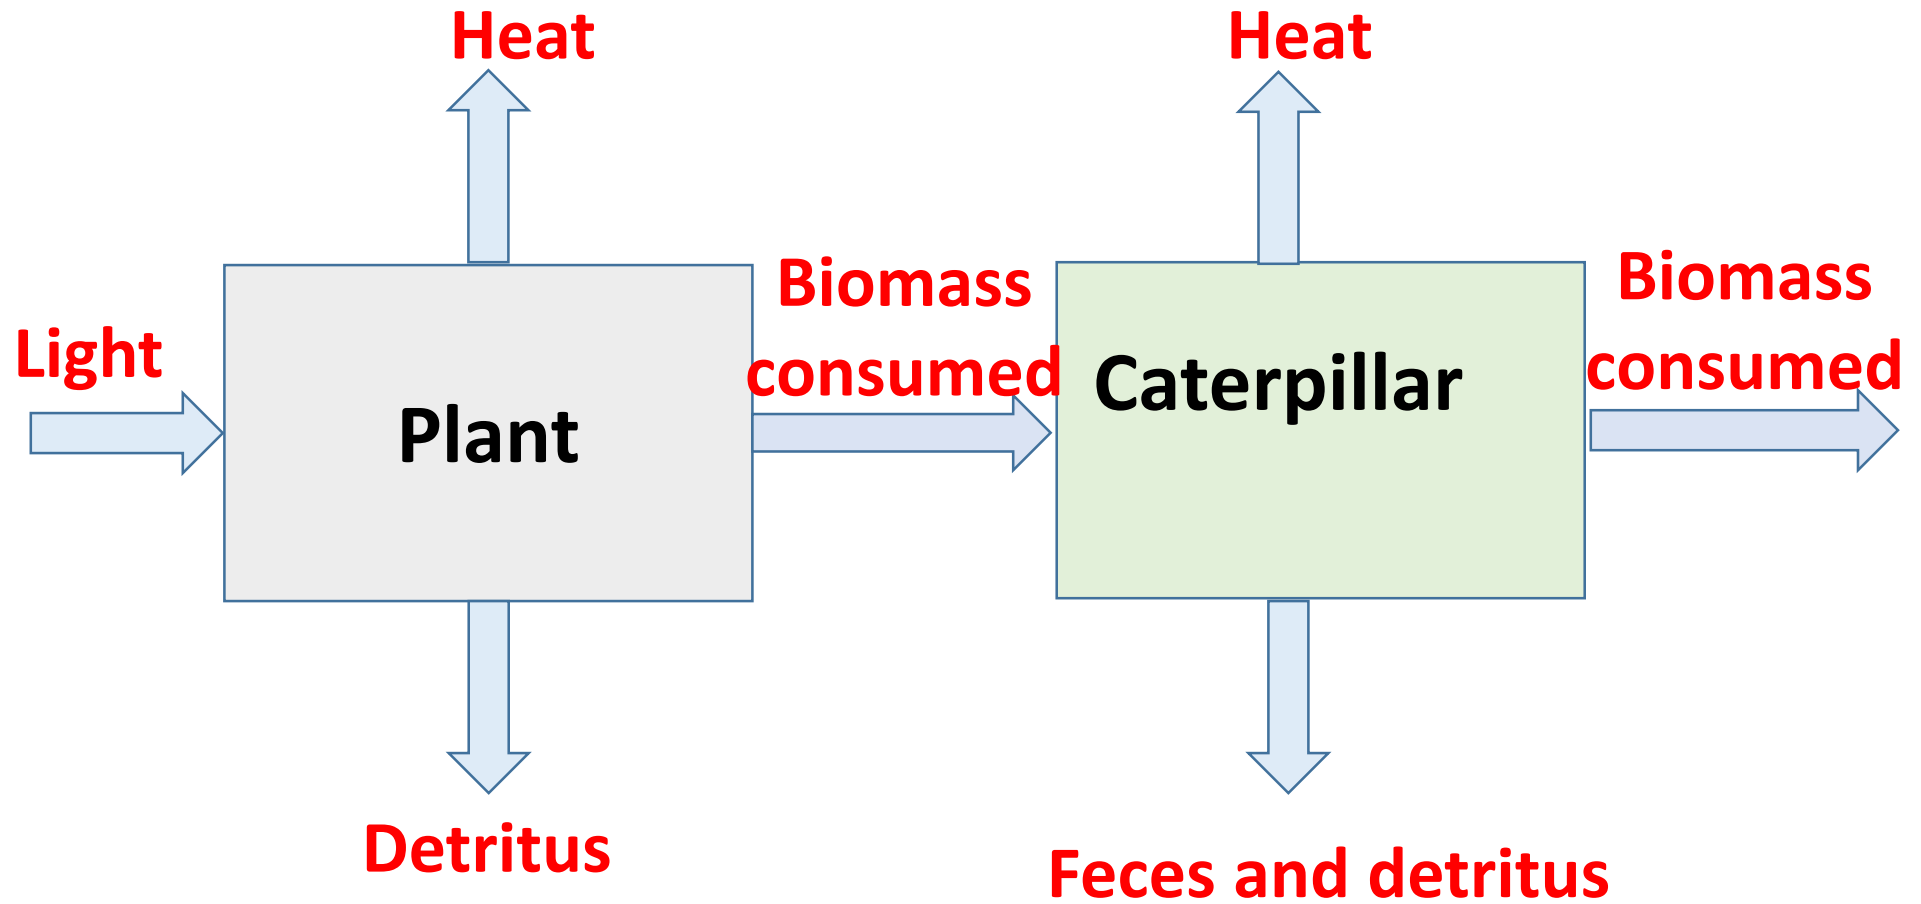 Heat
Heat
Light
Plant
Biomass
consumed
Caterpillar
Biomass
consumed
Detritus
Feces and detritus